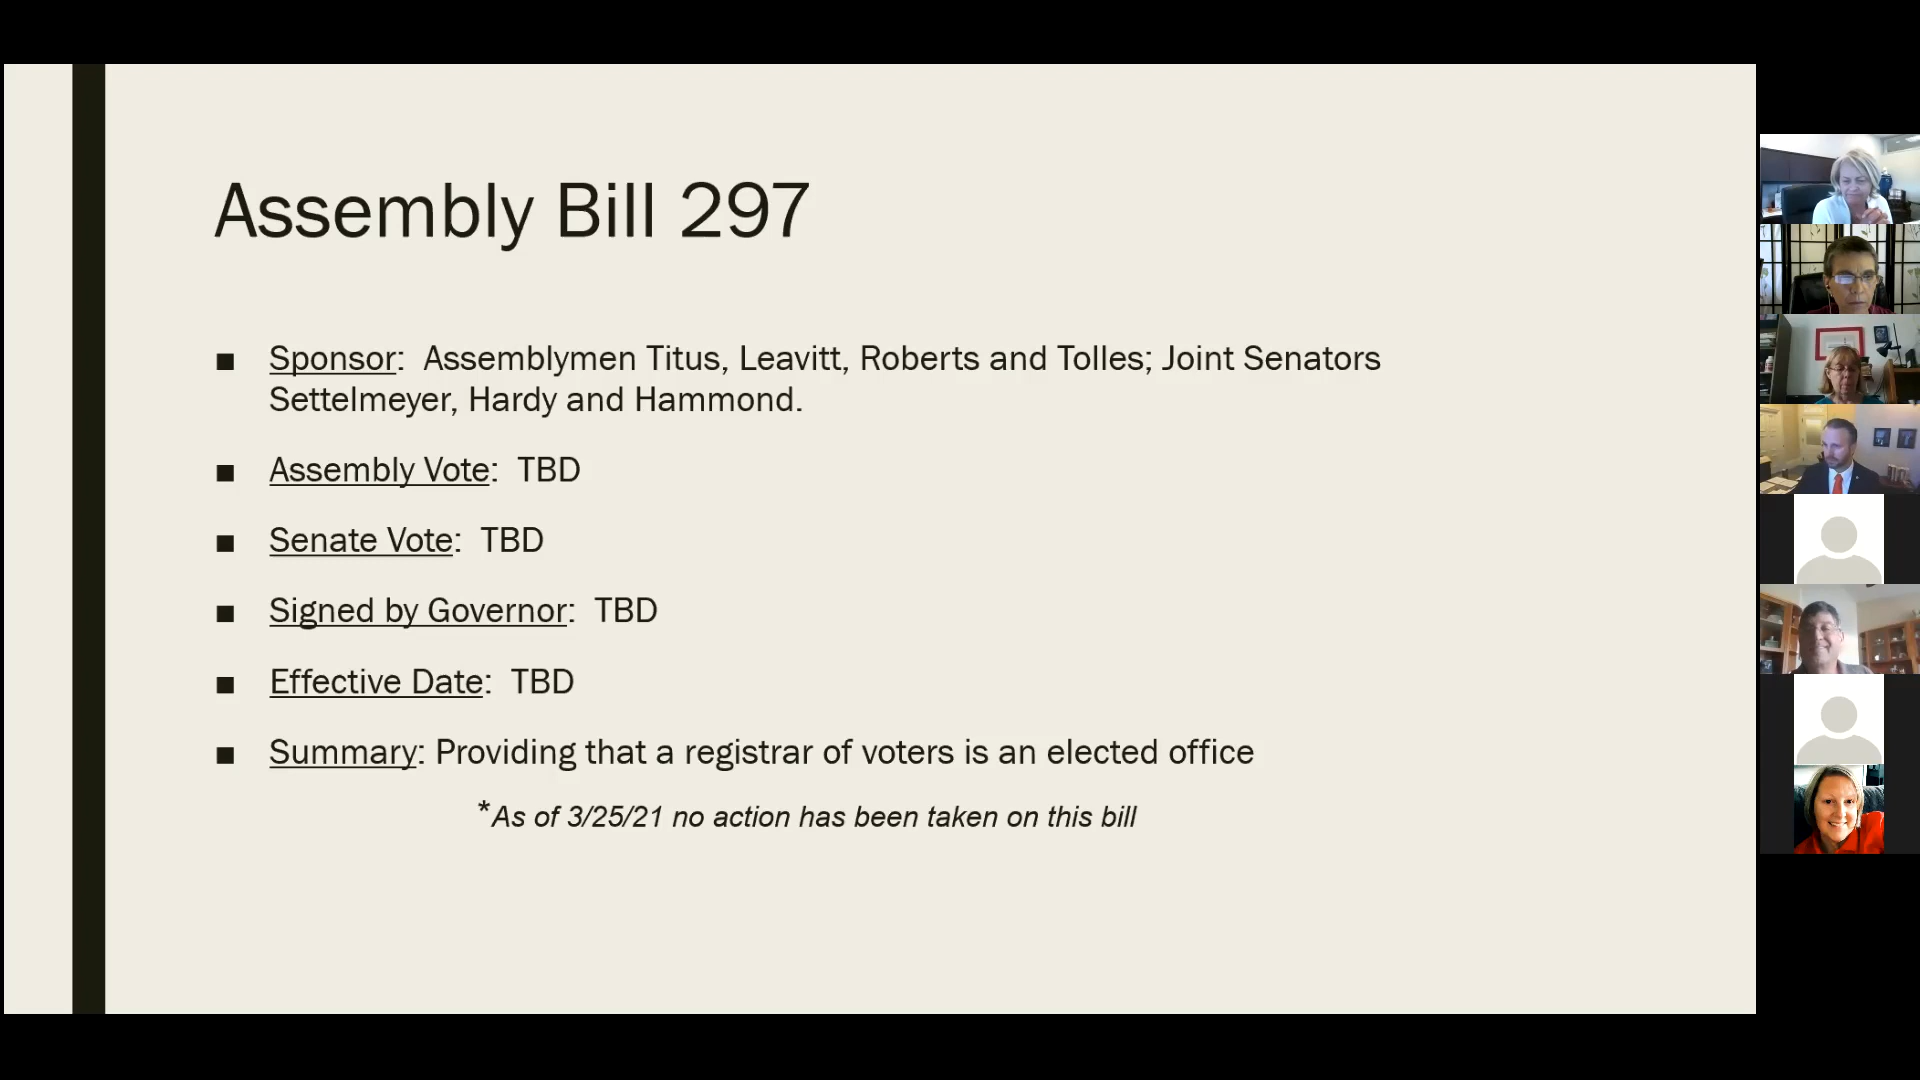 Assembly Bill 297
■ Sponsor: Assemblymen Titus, Leavitt, Roberts and Tolles; Joint Senators
Settelmeyer, Hardy and Hammond.
■ Assembly Vote: TBD
■ Senate Vote: TBD
■ Signed by Governor: TBD
■ Effective Date: TBD
■ Summary: Providing that a registrar of voters is an elected office
*As of 3/25/21 no action has been taken on this bill